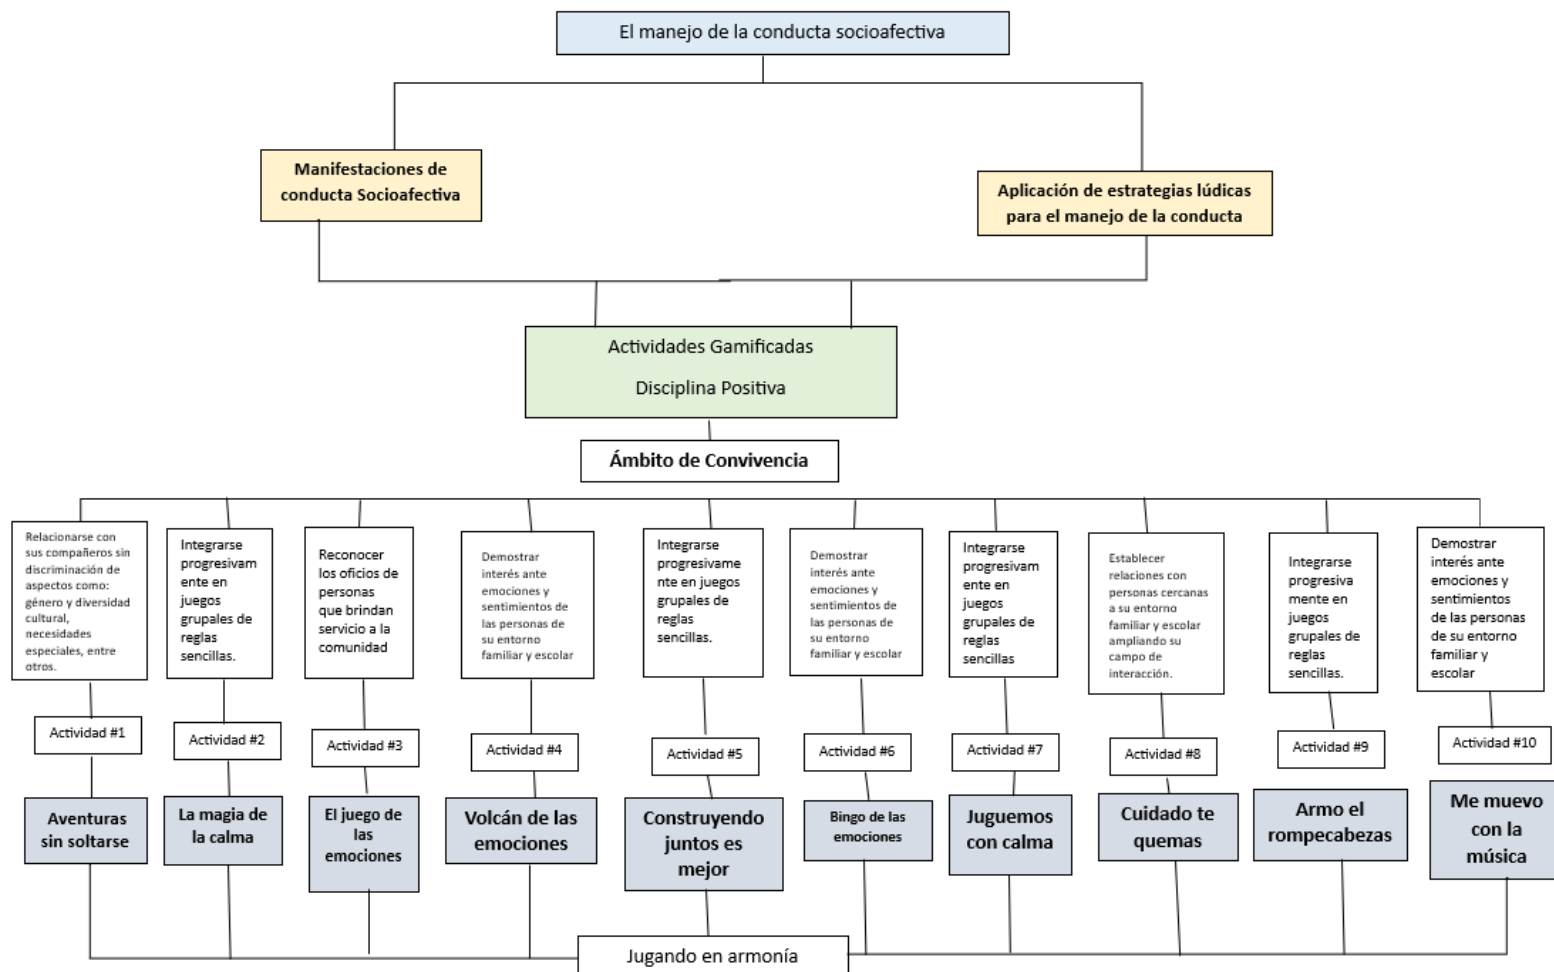 El manejo de la conducta socioafectiva
Manifestaciones de
conducta Socioafectiva
Aplicación de estrategias lúdicas
para el manejo de la conducta
Actividades Gamificadas
Disciplina Positiva
Ámbito de Convivencia
Relacionarse con
sus compañeros sin
discriminación de
aspectos como:
género y diversidad
cultural,
necesidades
especiales, entre
otros.
Integrarse
progresivam
ente en
juegos
grupales de
reglas
sencillas.
Reconocer
los oficios de
personas
que brindan
servicio a la
comunidad
Demostrar
interés ante
emociones y
sentimientos de
las personas de
su entorno
familiar y escolar
Integrarse
progresivame
nte en juegos
grupales de
reglas
sencillas.
Demostrar
interés ante
emociones y
sentimientos de
las personas de
su entorno
familiar y escolar
Integrarse
progresivam
ente en
juegos
grupales de
reglas
sencillas
Establecer
relaciones con
personas cercanas
a su entorno
familiar y escolar
ampliando su
campo de
interacción.
Integrarse
progresiva
mente en
juegos
grupales de
reglas
sencillas.
Demostrar
interés ante
emociones y
sentimientos
de las personas
de su entorno
familiar y
escolar
Actividad #1
Actividad #2
Actividad #3
Actividad #4
Actividad #5
Actividad #6
Actividad #7
Actividad #8
Actividad #9
Actividad #10
Aventuras
sin soltarse
La magia de
la calma
El juego de
las
emociones
Volcán de las
emociones
Construyendo
juntos es
mejor
Bingo de las
emociones
Juguemos
con calma
Cuidado te
quemas
Armo el
rompecabezas
Me muevo
con la
música
Jugando en armonía